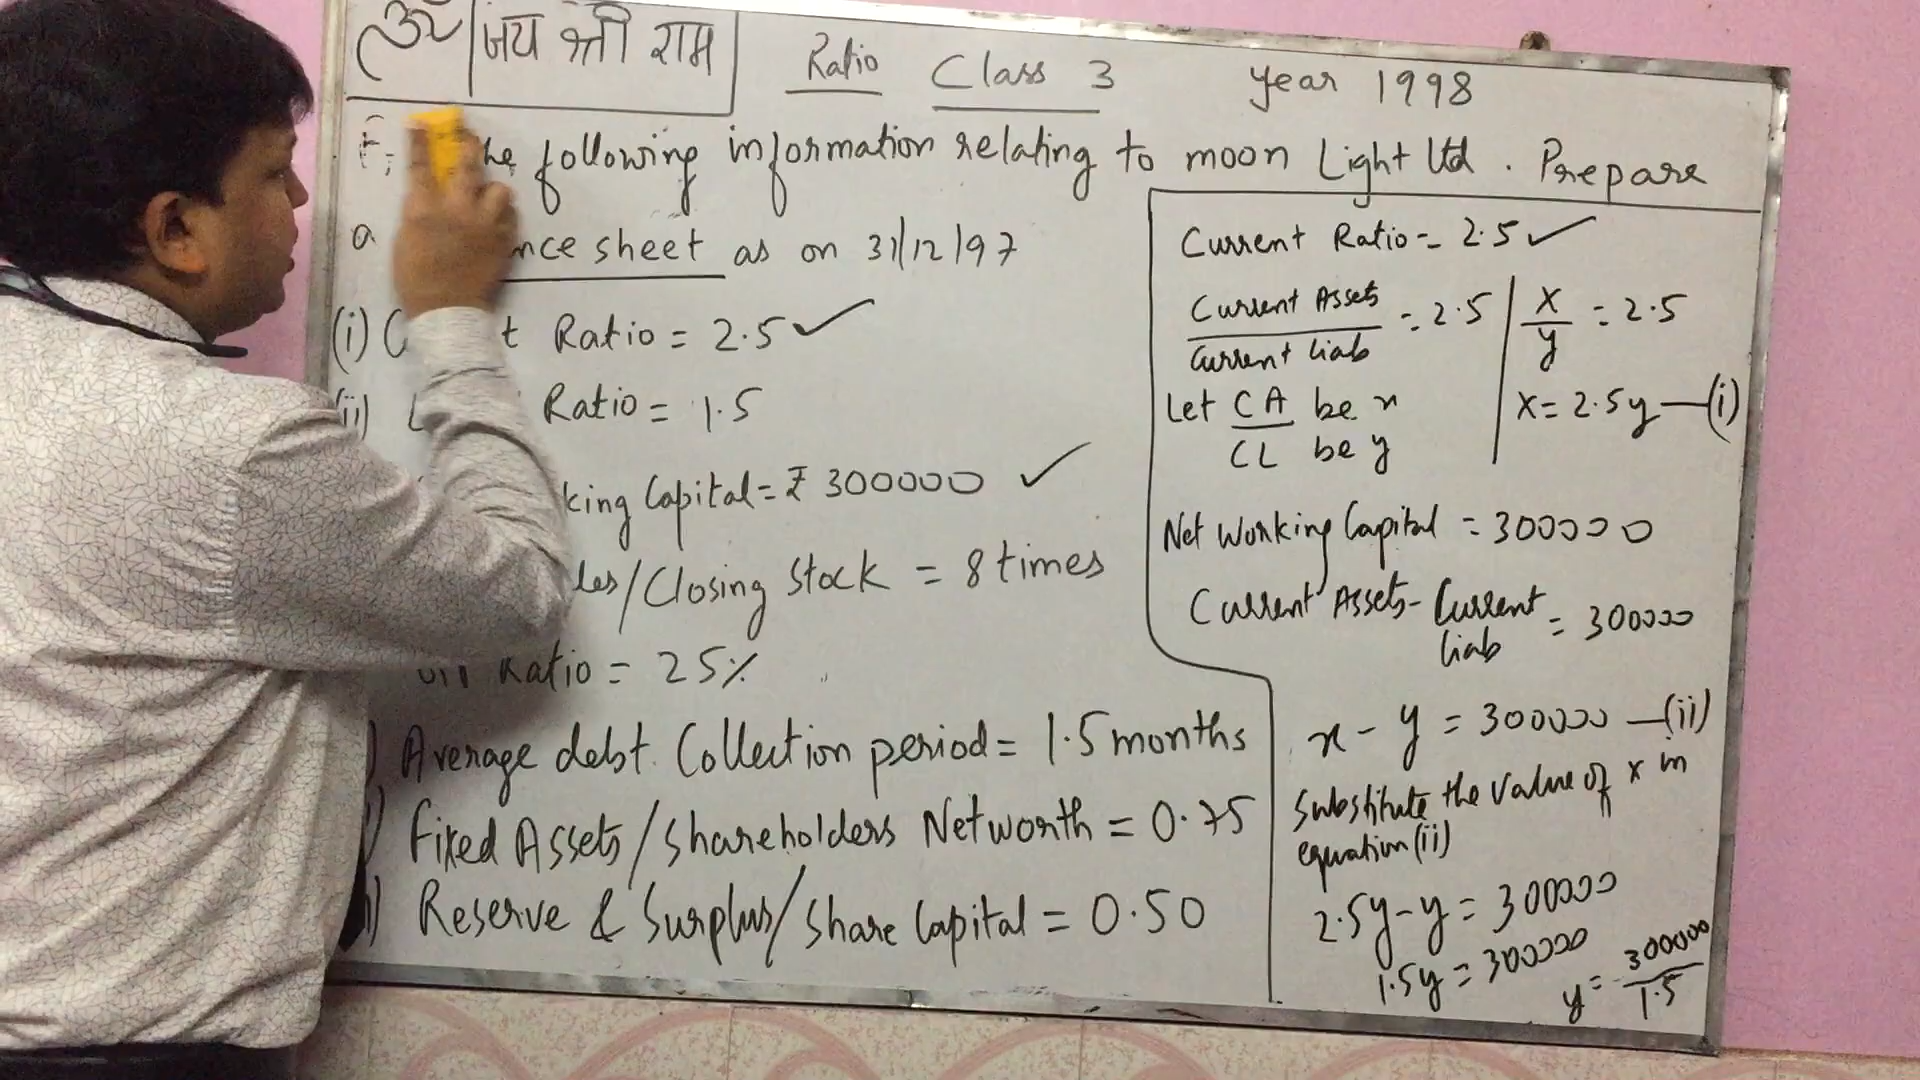 ॐ जय श्री राम
Ratio Class 3 year 1998
he following information relating to moon Light Ltd. Prepare
a nce sheet as on 31/12/97
(i) C t Ratio = 2.5 ✓
(ii) L Ratio = 1.5
king Capital = ₹ 300000 ✓
les/Closing Stock = 8 times
Ratio = 25%
) Average debt. Collection period = 1.5 months
) Fixed Assets/Shareholders Networth = 0.75
) Reserve & Surplus/Share Capital = 0.50
Current Ratio = 2.5 ✓
Current Assets/Current Liab = 2.5
Let CA be x
CL be y
x/y = 2.5
x = 2.5y —(i)
Net Working Capital = 300000
Current Assets - Current Liab = 300000
x - y = 300000 —(ii)
Substitute the value of x in
equation (ii)
2.5y - y = 300000
1.5y = 300000
y = 300000/1.5